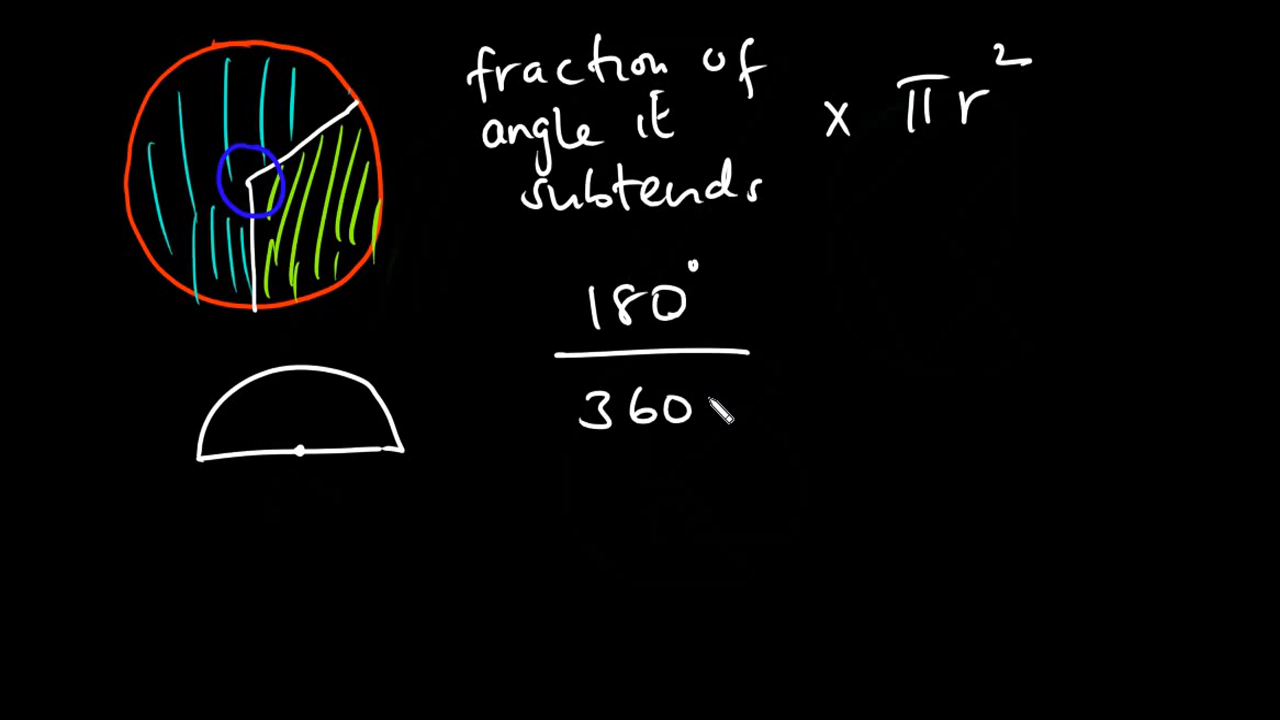 fraction of
angle it
subtends
x πr²
180°
360